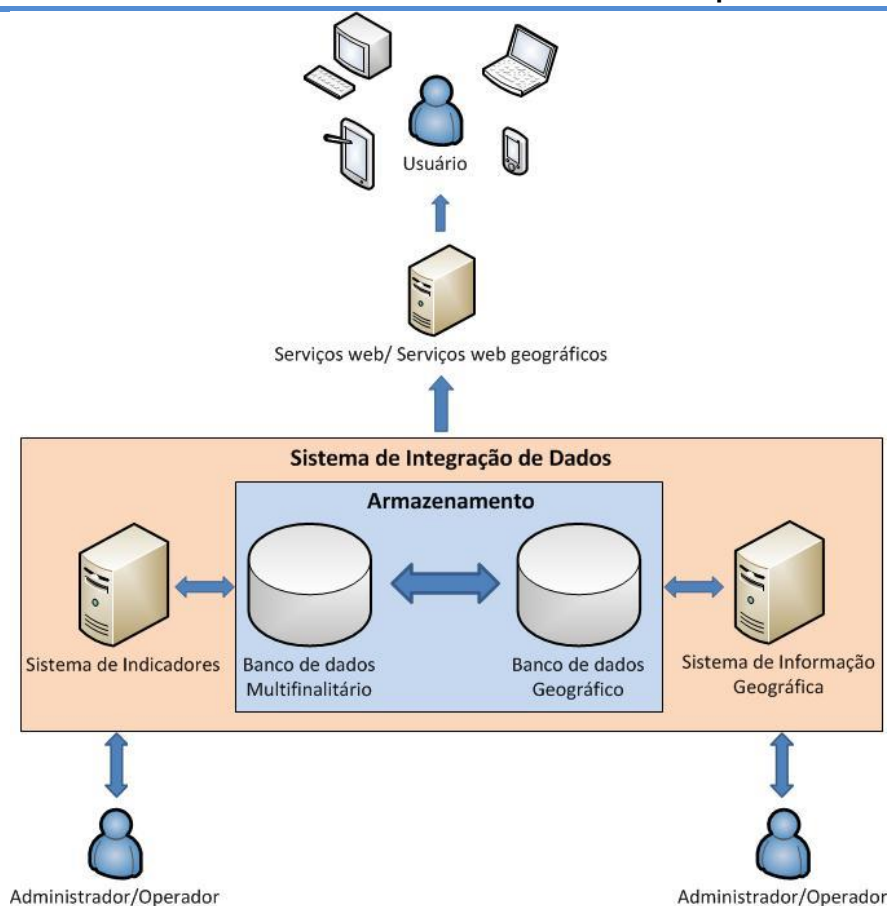 Usuário
Serviços web/ Serviços web geográficos
Sistema de Integração de Dados
Armazenamento
Sistema de Indicadores
Banco de dados
Multifinalitário
Banco de dados
Geográfico
Sistema de Informação
Geográfica
Administrador/Operador
Administrador/Operador